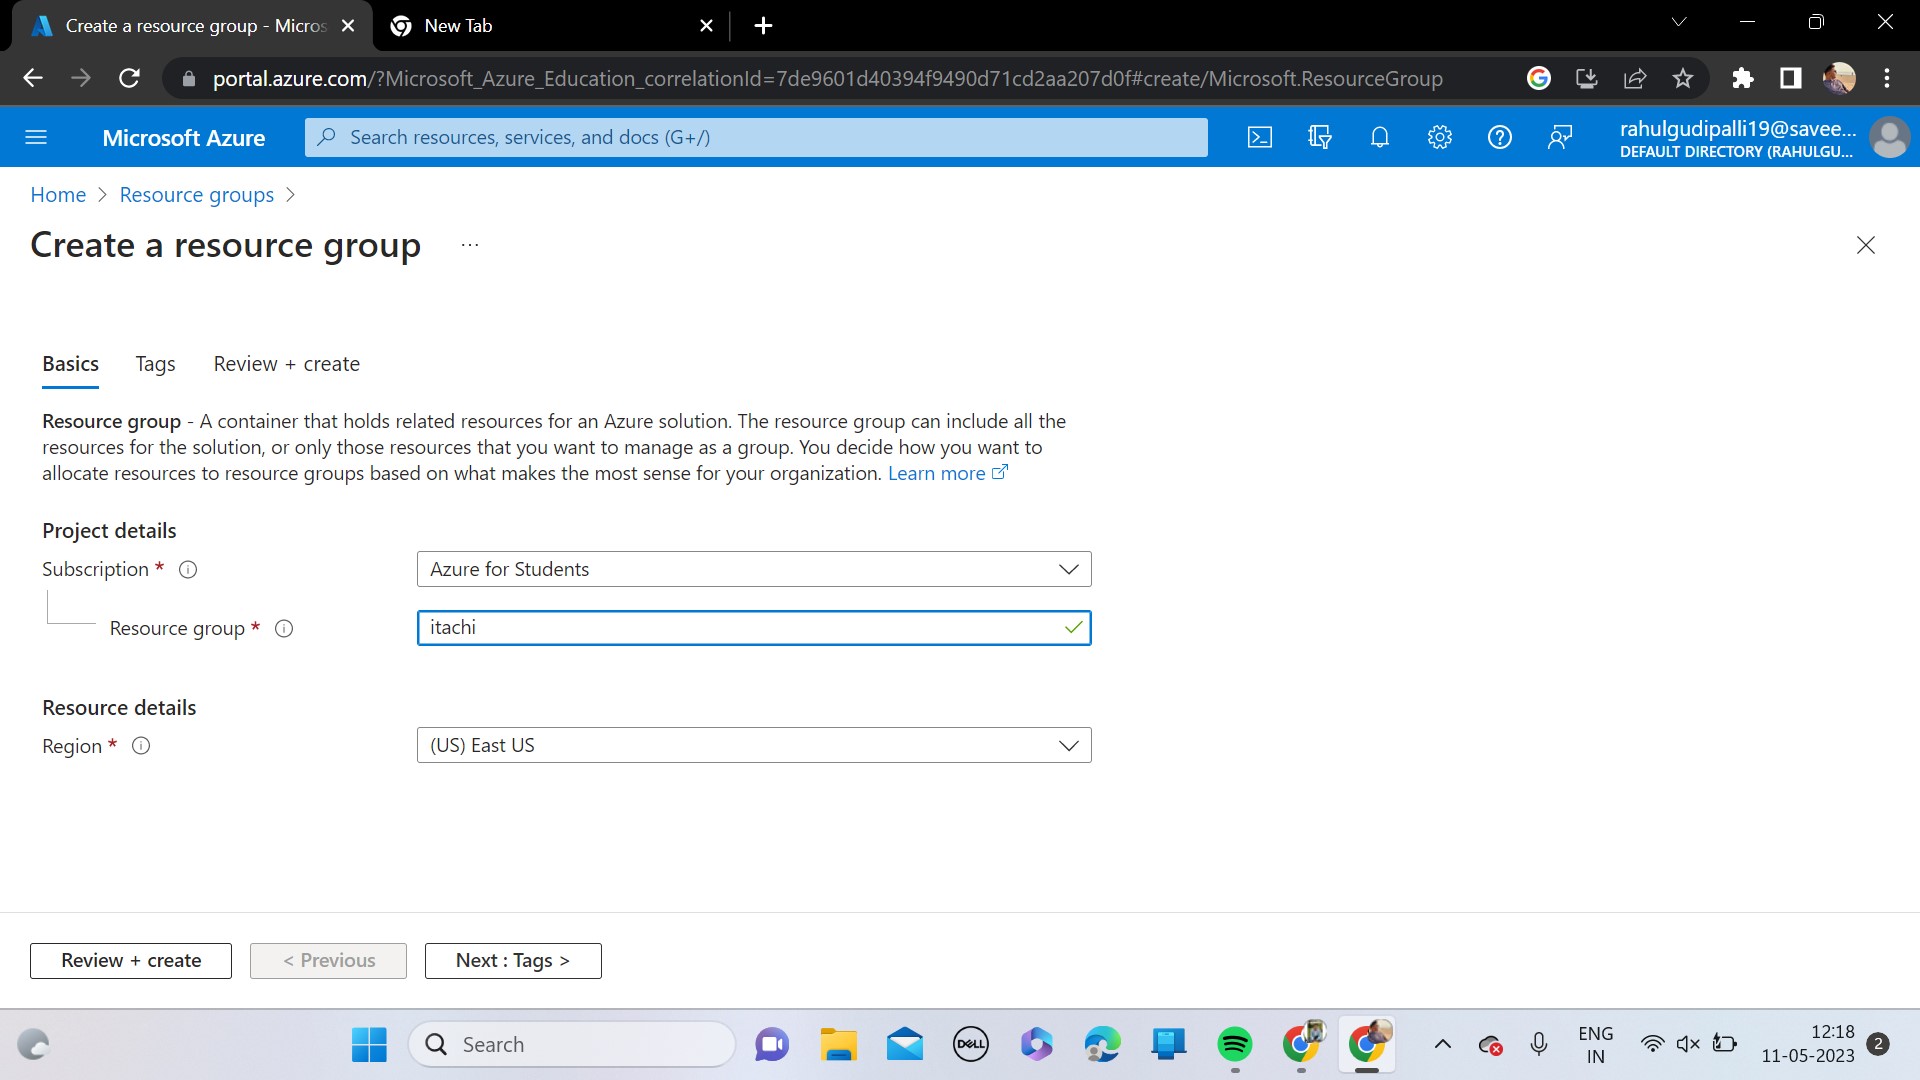 Create a resource group - Micros
New Tab
portal.azure.com/?Microsoft_Azure_Education_correlationId=7de9601d40394f9490d71cd2aa207d0f#create/Microsoft.ResourceGroup
Microsoft Azure
Search resources, services, and docs (G+/)
rahulgudipalli19@savee...
DEFAULT DIRECTORY (RAHULGU...
Home > Resource groups >
Create a resource group ...
Basics Tags Review + create
Resource group - A container that holds related resources for an Azure solution. The resource group can include all the
resources for the solution, or only those resources that you want to manage as a group. You decide how you want to
allocate resources to resource groups based on what makes the most sense for your organization. Learn more
Project details
Subscription * Azure for Students
Resource group * itachi
Resource details
Region * (US) East US
Review + create < Previous Next : Tags >
Search
DELL
ENG
IN
12:18
11-05-2023
2